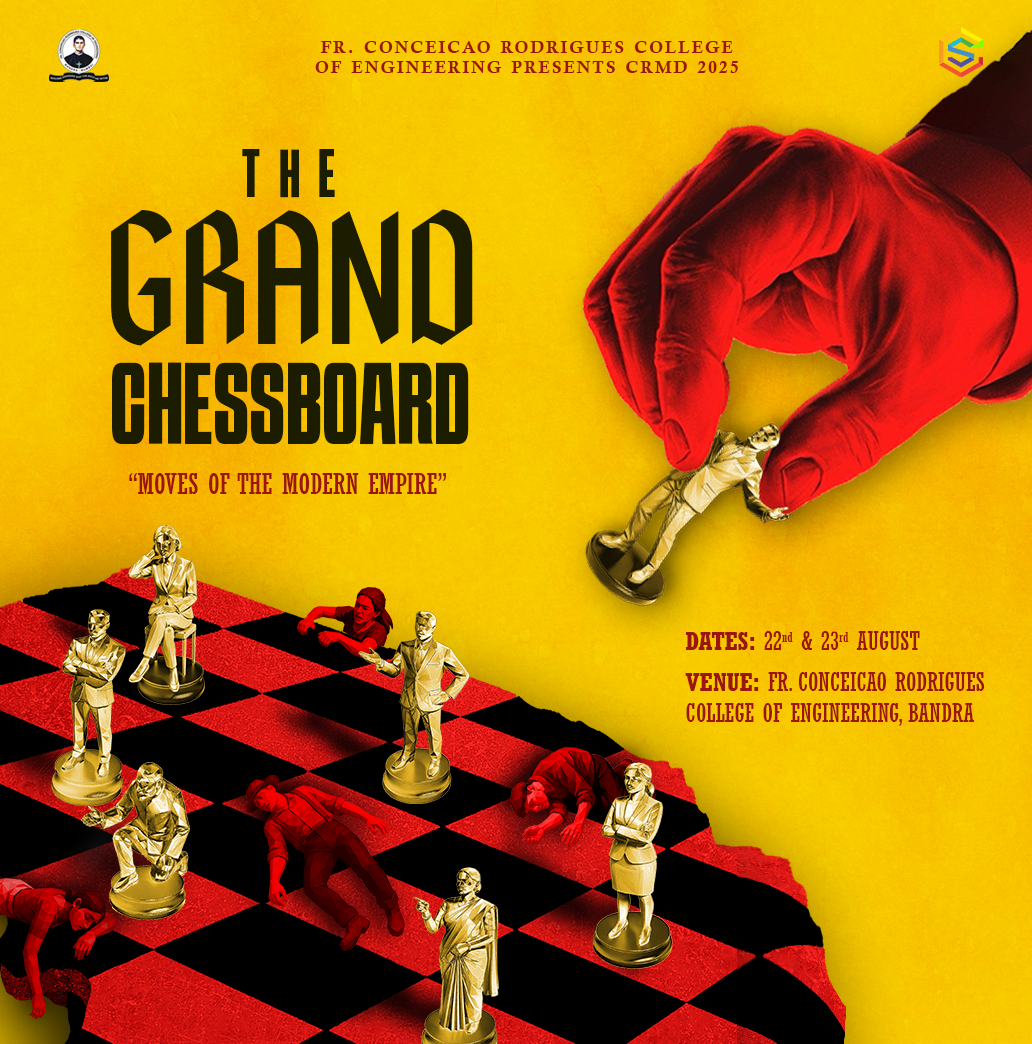 FR. CONCEICAO RODRIGUES COLLEGE
OF ENGINEERING PRESENTS CRMD 2025
THE
GRAND
CHESSBOARD
“MOVES OF THE MODERN EMPIRE”
DATES: 22nd & 23rd AUGUST
VENUE: FR. CONCEICAO RODRIGUES
COLLEGE OF ENGINEERING, BANDRA